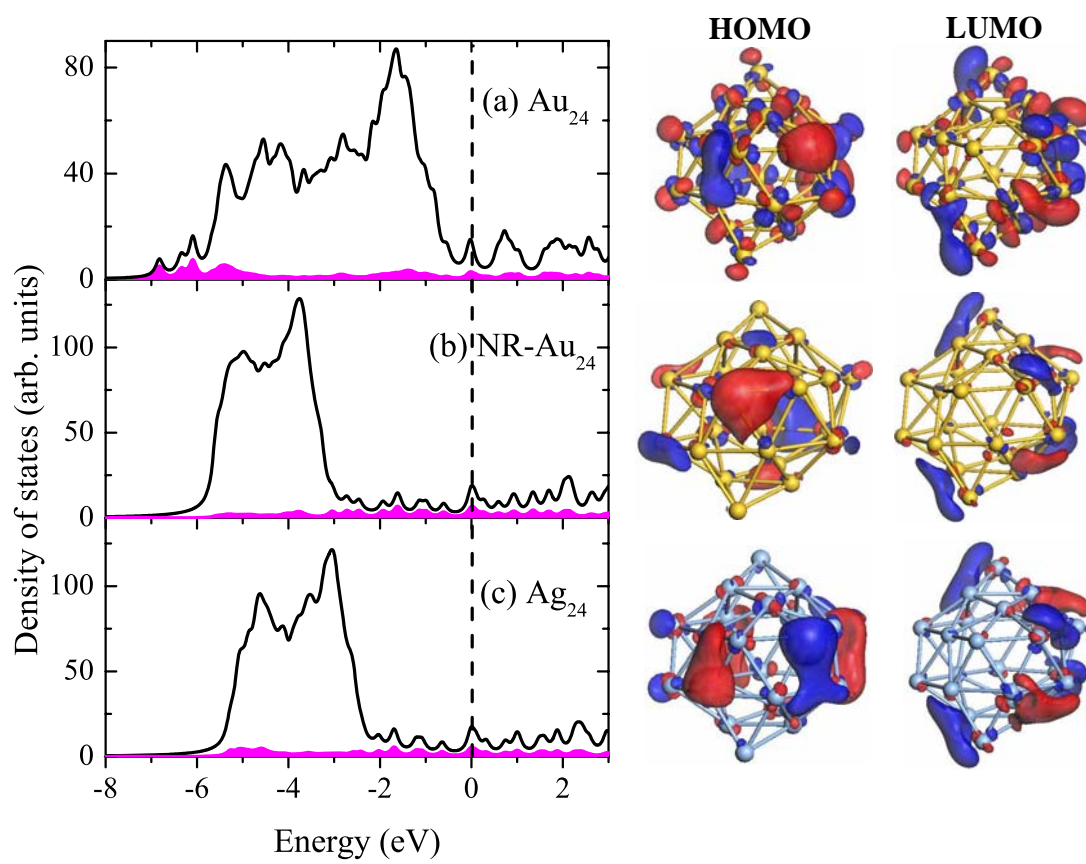 HOMO LUMO
80
40
0
(a) Au24
100
50
0
(b) NR-Au24
100
50
0
(c) Ag24
-8 -6 -4 -2 0 2
Energy (eV)
Density of states (arb. units)